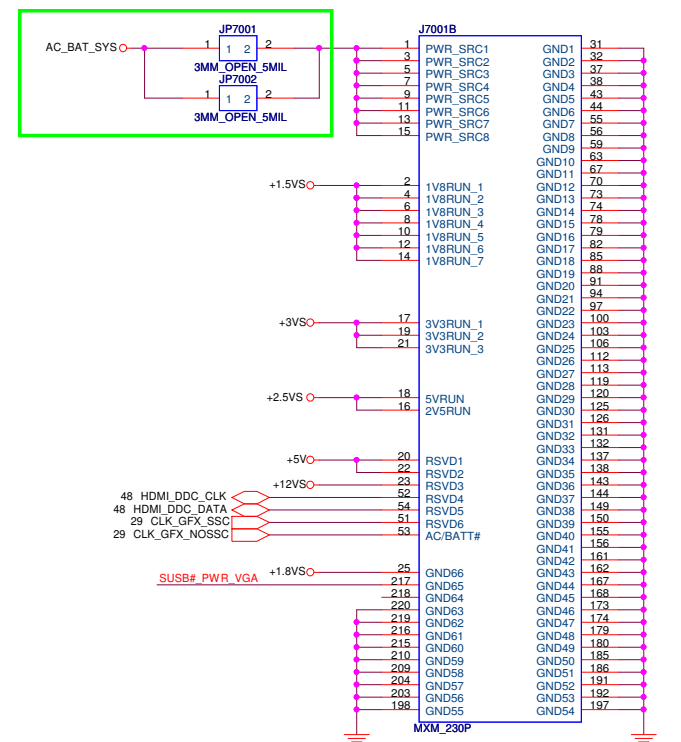 JP7001
J7001B
AC_BAT_SYS
1 1 2 2
3MM_OPEN_5MIL
JP7002
1 1 2 2
3MM_OPEN_5MIL
1 PWR_SRC1 GND1 31
3 PWR_SRC2 GND2 32
5 PWR_SRC3 GND3 37
7 PWR_SRC4 GND4 38
9 PWR_SRC5 GND5 43
11 PWR_SRC6 GND6 44
13 PWR_SRC7 GND7 55
15 PWR_SRC8 GND8 56
GND9 59
GND10 63
GND11 67
+1.5VS 2 1V8RUN_1 GND12 70
4 1V8RUN_2 GND13 73
6 1V8RUN_3 GND14 74
8 1V8RUN_4 GND15 78
10 1V8RUN_5 GND16 79
12 1V8RUN_6 GND17 82
14 1V8RUN_7 GND18 85
GND19 88
GND20 91
GND21 94
GND22 97
+3VS 17 3V3RUN_1 GND23 100
19 3V3RUN_2 GND24 103
21 3V3RUN_3 GND25 106
GND26 112
GND27 113
GND28 119
+2.5VS 18 5VRUN GND29 120
16 2V5RUN GND30 125
GND31 126
GND32 131
GND33 132
+5V 20 RSVD1 GND34 137
22 RSVD2 GND35 138
+12VS 23 RSVD3 GND36 143
48 HDMI_DDC_CLK 52 RSVD4 GND37 144
48 HDMI_DDC_DATA 54 RSVD5 GND38 149
29 CLK_GFX_SSC 51 RSVD6 GND39 150
29 CLK_GFX_NOSSC 53 AC/BATT# GND40 155
GND41 156
GND42 161
+1.8VS 25 GND66 GND43 162
SUSB#_PWR_VGA 217 GND65 GND44 167
218 GND64 GND45 168
220 GND63 GND46 173
219 GND62 GND47 174
216 GND61 GND48 179
215 GND60 GND49 180
210 GND59 GND50 185
209 GND58 GND51 186
204 GND57 GND52 191
203 GND56 GND53 192
198 GND55 GND54 197
MXM_230P